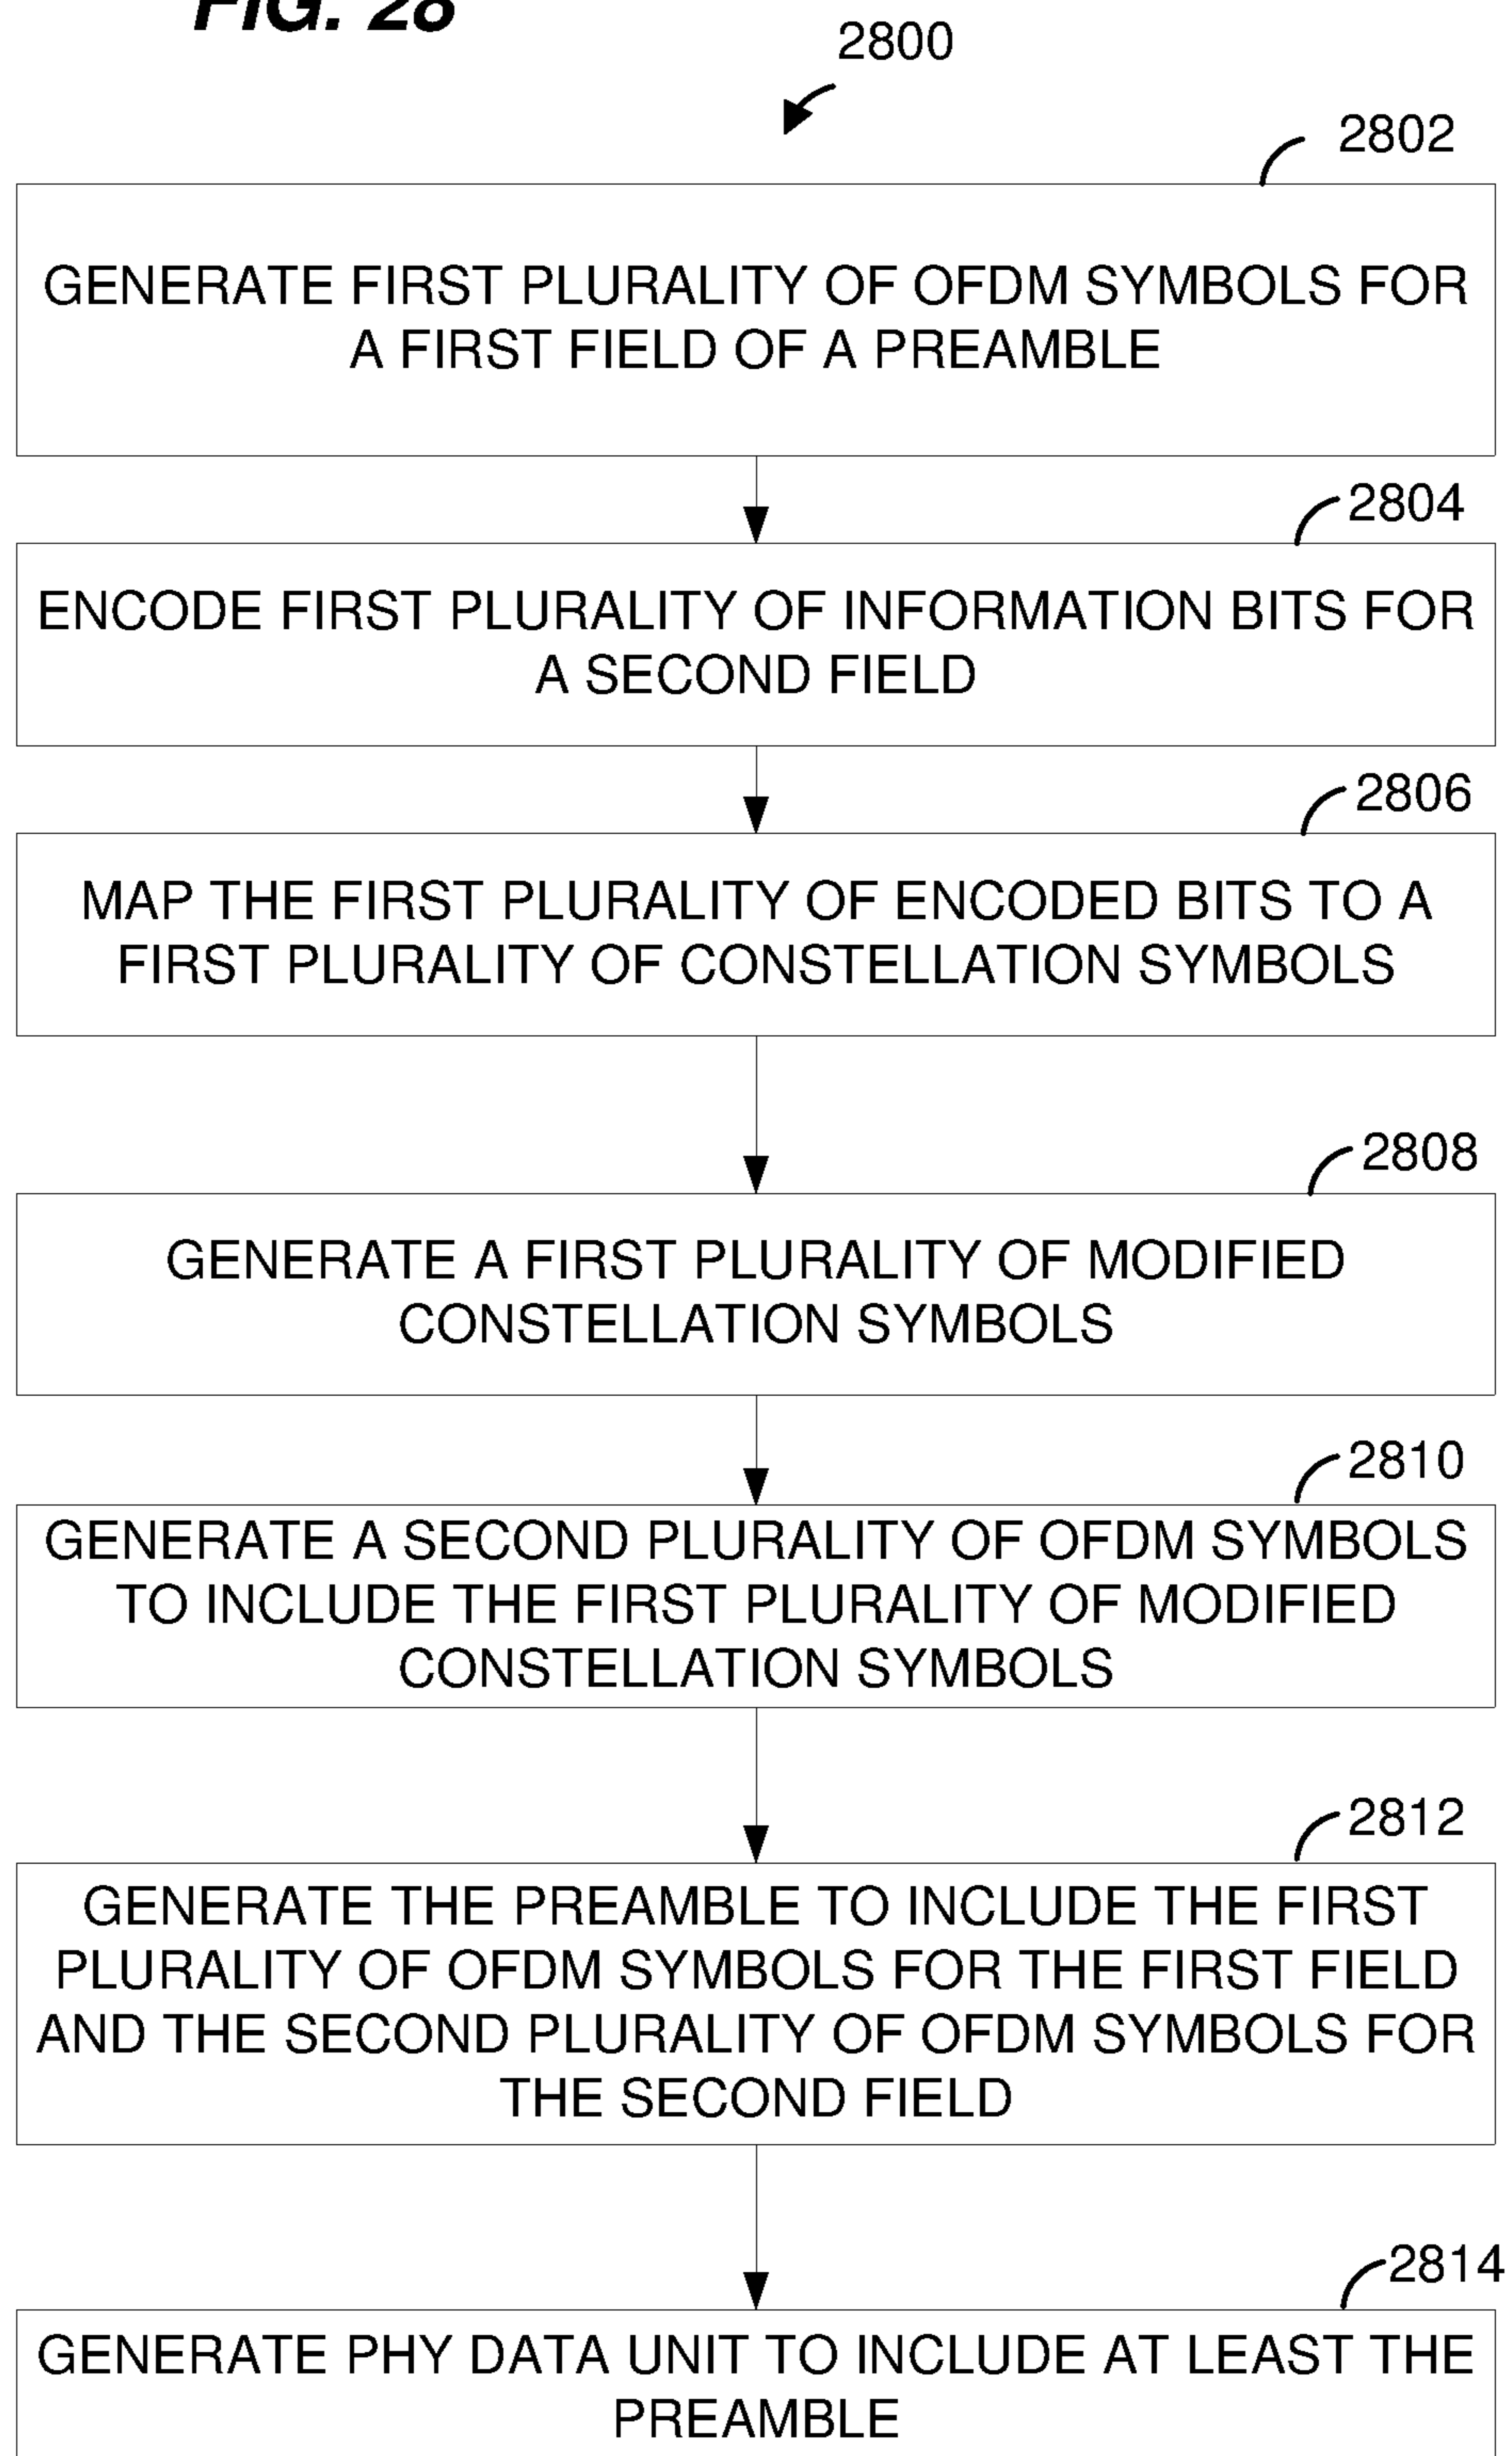 FIG. 28
2800
2802
GENERATE FIRST PLURALITY OF OFDM SYMBOLS FOR
A FIRST FIELD OF A PREAMBLE
2804
ENCODE FIRST PLURALITY OF INFORMATION BITS FOR
A SECOND FIELD
2806
MAP THE FIRST PLURALITY OF ENCODED BITS TO A
FIRST PLURALITY OF CONSTELLATION SYMBOLS
2808
GENERATE A FIRST PLURALITY OF MODIFIED
CONSTELLATION SYMBOLS
2810
GENERATE A SECOND PLURALITY OF OFDM SYMBOLS
TO INCLUDE THE FIRST PLURALITY OF MODIFIED
CONSTELLATION SYMBOLS
2812
GENERATE THE PREAMBLE TO INCLUDE THE FIRST
PLURALITY OF OFDM SYMBOLS FOR THE FIRST FIELD
AND THE SECOND PLURALITY OF OFDM SYMBOLS FOR
THE SECOND FIELD
2814
GENERATE PHY DATA UNIT TO INCLUDE AT LEAST THE
PREAMBLE